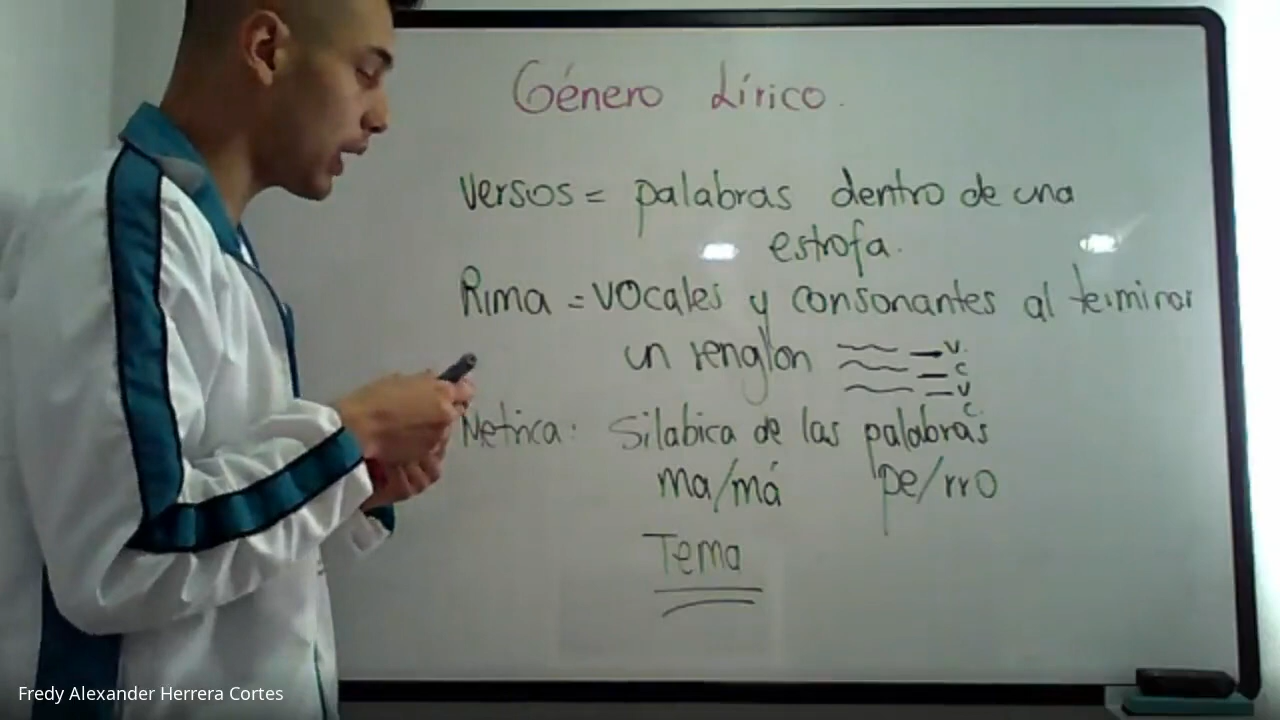 Género Lírico.
Versos = palabras dentro de una
estrofa.
Rima = vocales y consonantes al terminar
un renglon
V.
C
V
C.
Metrica: Silabica de las palabras
ma/má pe/rro
Tema
Fredy Alexander Herrera Cortes